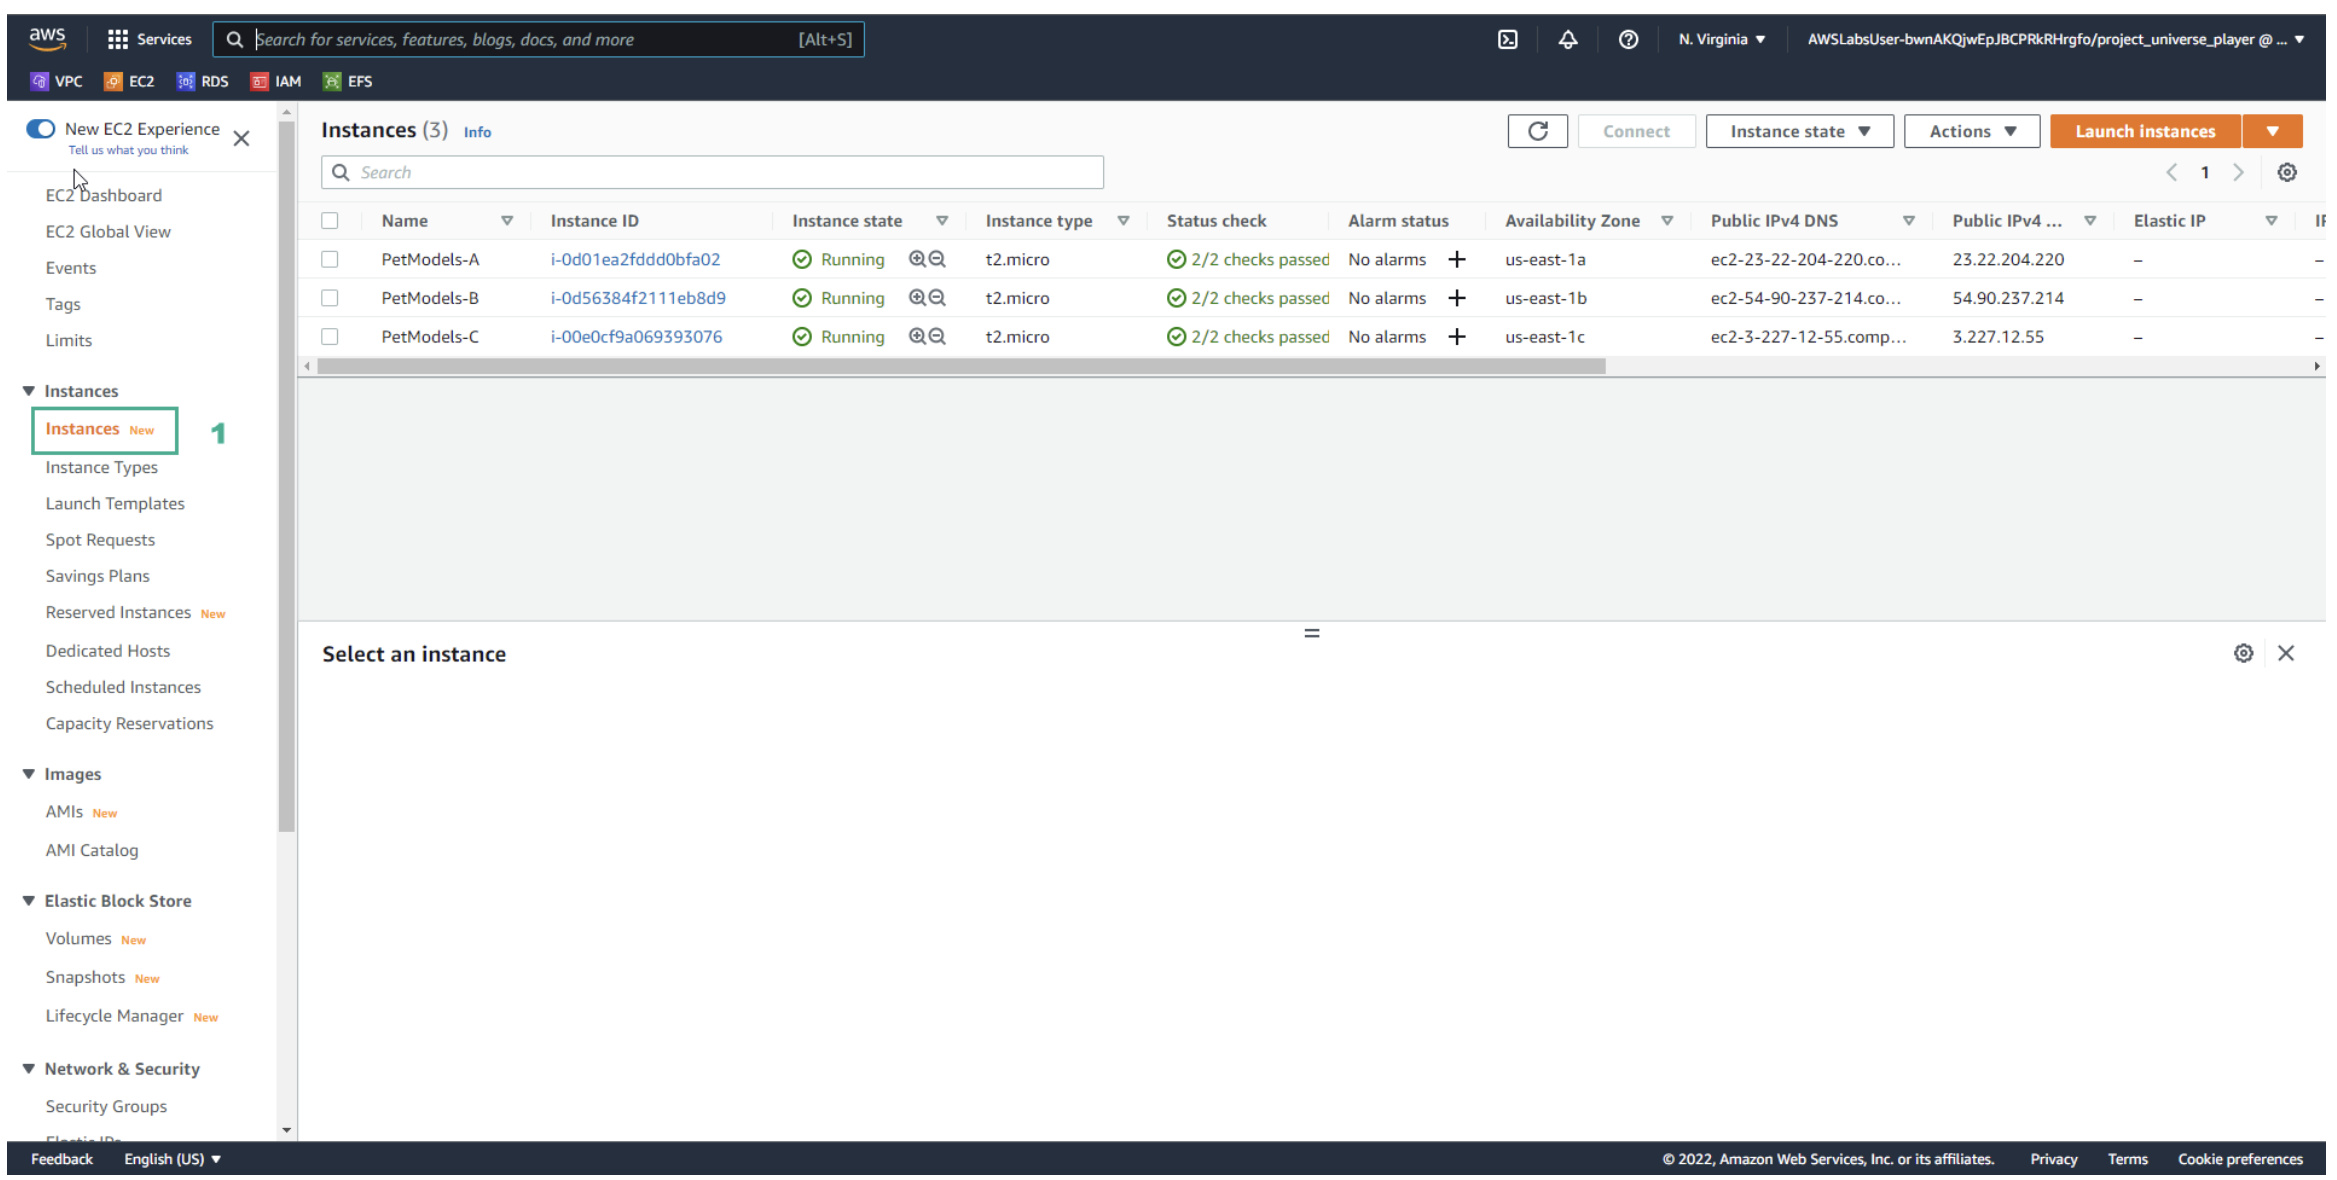 aws Services Search for services, features, blogs, docs, and more [Alt+S] N. Virginia AWSLabsUser-bwnAKQjwEpJBCPRkRHrgfo/project_universe_player @ ...
VPC EC2 RDS IAM EFS
New EC2 Experience
Tell us what you think
EC2 Dashboard
EC2 Global View
Events
Tags
Limits
Instances
Instances New 1
Instance Types
Launch Templates
Spot Requests
Savings Plans
Reserved Instances New
Dedicated Hosts
Scheduled Instances
Capacity Reservations
Images
AMIs New
AMI Catalog
Elastic Block Store
Volumes New
Snapshots New
Lifecycle Manager New
Network & Security
Security Groups
Elastic IPs
Instances (3) Info Connect Instance state Actions Launch instances
Search
1
Name Instance ID Instance state Instance type Status check Alarm status Availability Zone Public IPv4 DNS Public IPv4 ... Elastic IP
PetModels-A i-0d01ea2fddd0bfa02 Running t2.micro 2/2 checks passed No alarms + us-east-1a ec2-23-22-204-220.co... 23.22.204.220 – –
PetModels-B i-0d56384f2111eb8d9 Running t2.micro 2/2 checks passed No alarms + us-east-1b ec2-54-90-237-214.co... 54.90.237.214 – –
PetModels-C i-00e0cf9a069393076 Running t2.micro 2/2 checks passed No alarms + us-east-1c ec2-3-227-12-55.comp... 3.227.12.55 – –
Select an instance
Feedback English (US) © 2022, Amazon Web Services, Inc. or its affiliates. Privacy Terms Cookie preferences